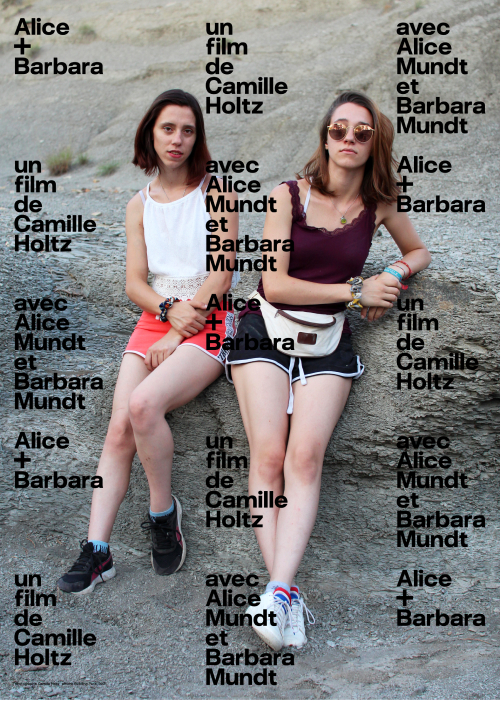 Alice
+
Barbara
un
film
de
Camille
Holtz
avec
Alice
Mundt
et
Barbara
Mundt
un
film
de
Camille
Holtz
avec
Alice
Mundt
et
Barbara
Mundt
Alice
+
Barbara
avec
Alice
Mundt
et
Barbara
Mundt
Alice
+
Barbara
un
film
de
Camille
Holtz
Alice
+
Barbara
un
film
de
Camille
Holtz
avec
Alice
Mundt
et
Barbara
Mundt
un
film
de
Camille
Holtz
avec
Alice
Mundt
et
Barbara
Mundt
Alice
+
Barbara